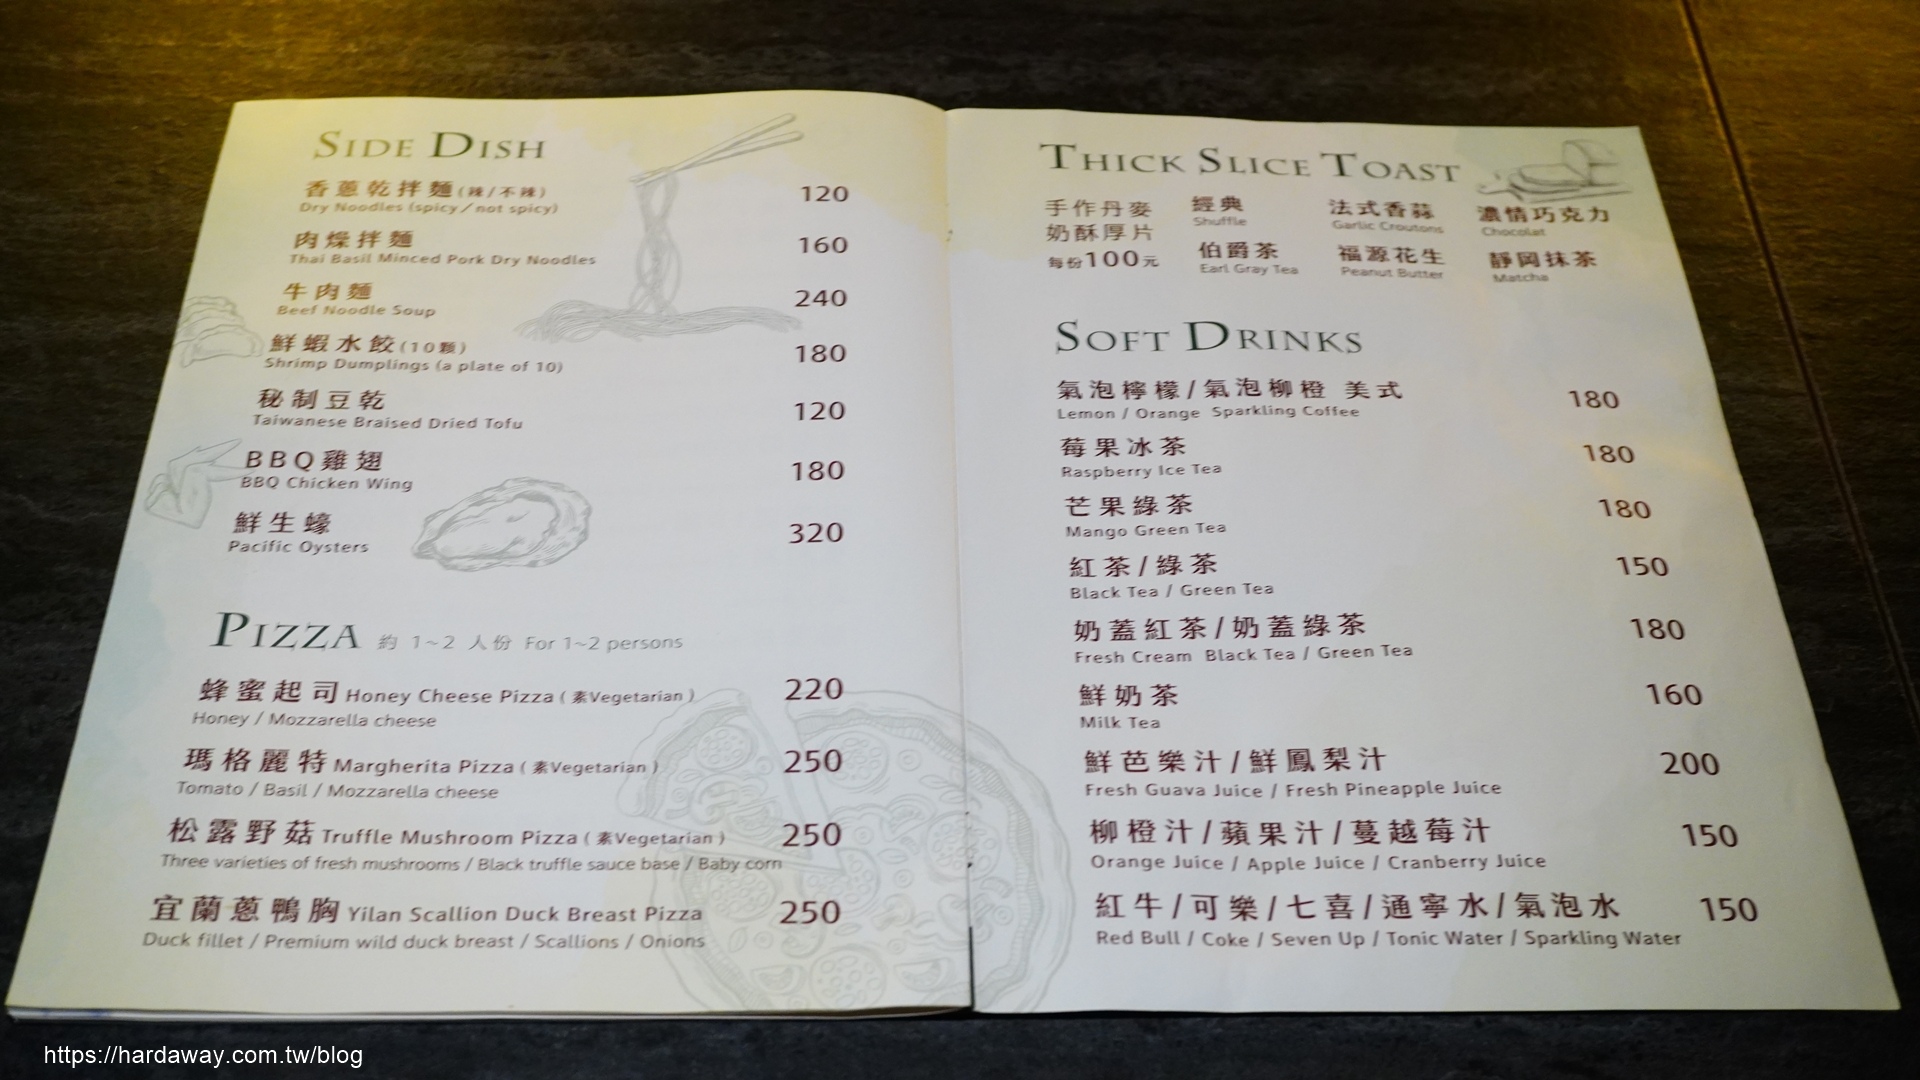 SIDE DISH
香蔥乾拌麵(辣/不辣) 120
Dry Noodles (spicy/not spicy)
肉燥拌麵 160
Thai Basil Minced Pork Dry Noodles
牛肉麵 240
Beef Noodle Soup
鮮蝦水餃(10顆) 180
Shrimp Dumplings (a plate of 10)
秘制豆乾 120
Taiwanese Braised Dried Tofu
BBQ雞翅 180
BBQ Chicken Wing
鮮生蠔 320
Pacific Oysters
PIZZA 約 1~2 人份 For 1~2 persons
蜂蜜起司 Honey Cheese Pizza (素Vegetarian) 220
Honey / Mozzarella cheese
瑪格麗特 Margherita Pizza (素Vegetarian) 250
Tomato / Basil / Mozzarella cheese
松露野菇 Truffle Mushroom Pizza (素Vegetarian) 250
Three varieties of fresh mushrooms / Black truffle sauce base / Baby corn
宜蘭蔥鴨胸 Yilan Scallion Duck Breast Pizza 250
Duck fillet / Premium wild duck breast / Scallions / Onions
THICK SLICE TOAST
手作丹麥
奶酥厚片
每份100元
經典 法式香蒜 濃情巧克力
Shuffle Garlic Croutons Chocolat
伯爵茶 福源花生 靜岡抹茶
Earl Gray Tea Peanut Butter Matcha
SOFT DRINKS
氣泡檸檬/氣泡柳橙 美式 180
Lemon / Orange Sparkling Coffee
莓果冰茶 180
Raspberry Ice Tea
芒果綠茶 180
Mango Green Tea
紅茶/綠茶 150
Black Tea / Green Tea
奶蓋紅茶/奶蓋綠茶 180
Fresh Cream Black Tea / Green Tea
鮮奶茶 160
Milk Tea
鮮芭樂汁/鮮鳳梨汁 200
Fresh Guava Juice / Fresh Pineapple Juice
柳橙汁/蘋果汁/蔓越莓汁 150
Orange Juice / Apple Juice / Cranberry Juice
紅牛/可樂/七喜/通寧水/氣泡水 150
Red Bull / Coke / Seven Up / Tonic Water / Sparkling Water
https://hardaway.com.tw/blog